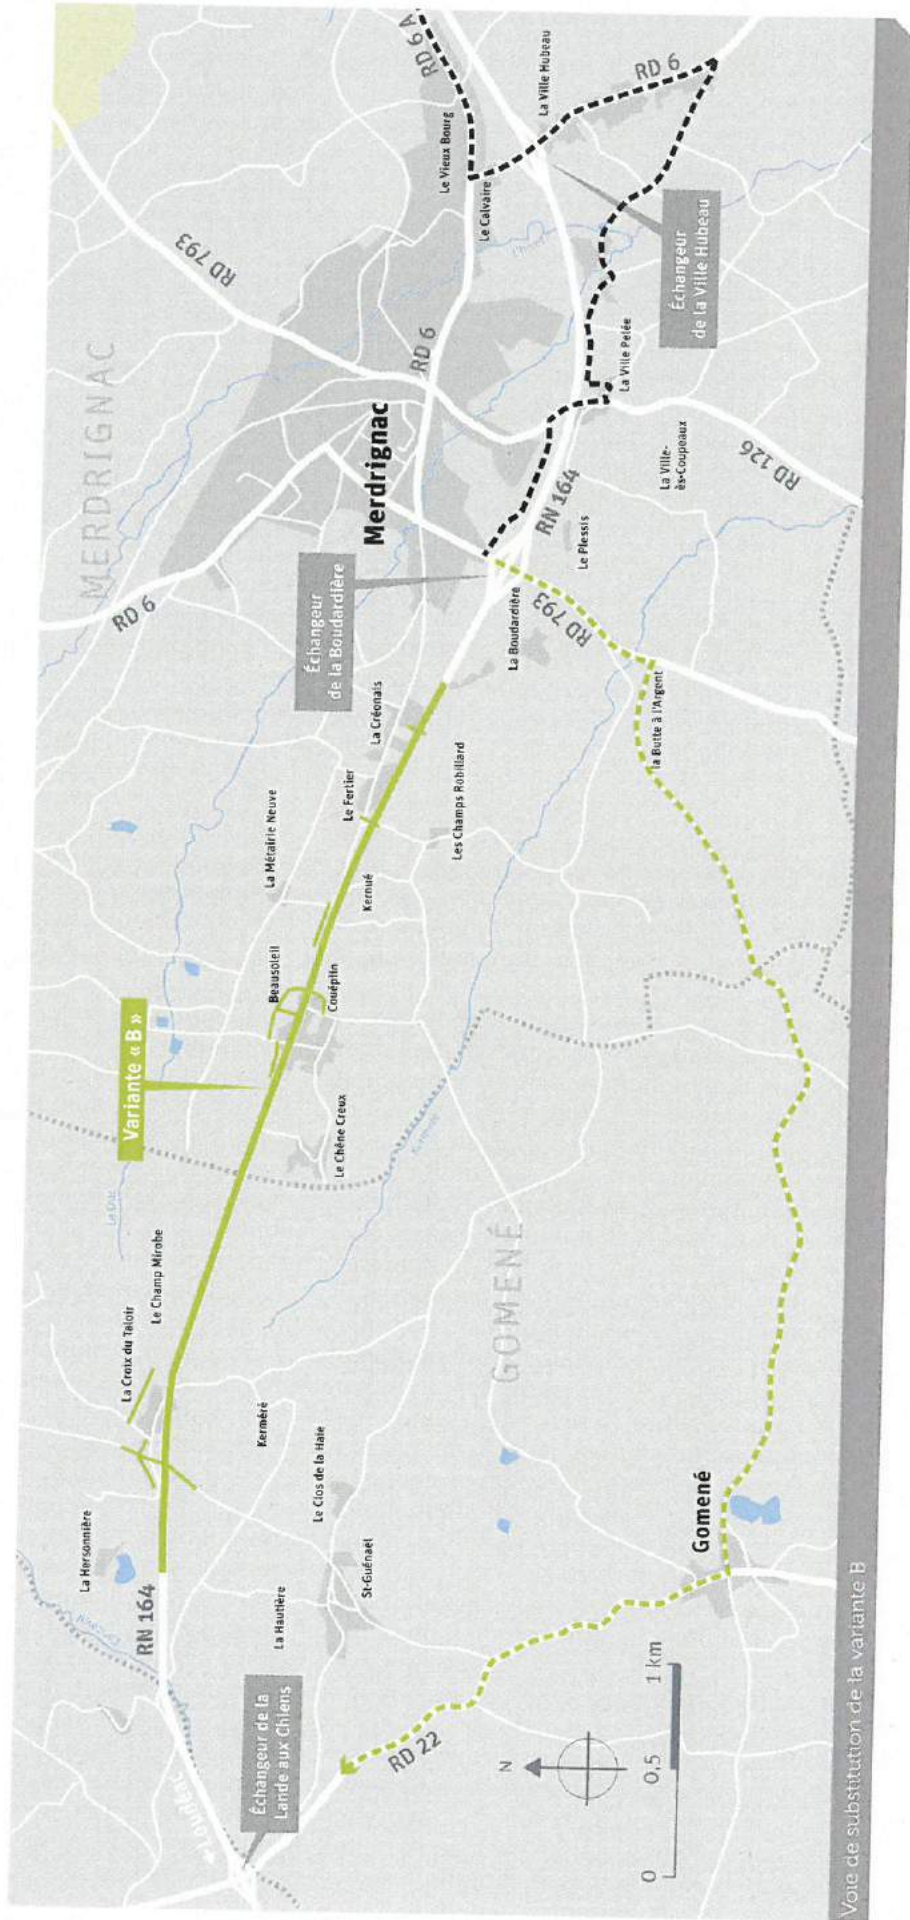 MERDRIGNAC
RD 793
RD 6 A
Le Vieux Bourg
La Ville Hubeau
RD 6
Le Calvaire
RD 6
Échangeur
de la Ville Hubeau
La Ville Pelée
Merdrignac
RD 6
La Ville-
ès-Coupeaux
RD 126
RN 164
Le Plessis
Échangeur
de la Boudardière
La Boudardière
RD 793
la Butte à l'Argent
La Créonais
Le Fertier
Les Champs Robillard
La Métairie Neuve
Kernué
Beausoleil
Couëplin
Variante « B »
Le Chêne Creux
Le Duc
Le Champ Mirobe
La Croix du Taloir
GOMENÉ
Kerméré
Le Clos de la Haie
St-Guénaël
La Hautière
La Hersonnière
RN 164
Gomené
Loudéac
Échangeur de la
Lande aux Chiens
RD 22
N
0
0,5
1 km
Voie de substitution de la variante B